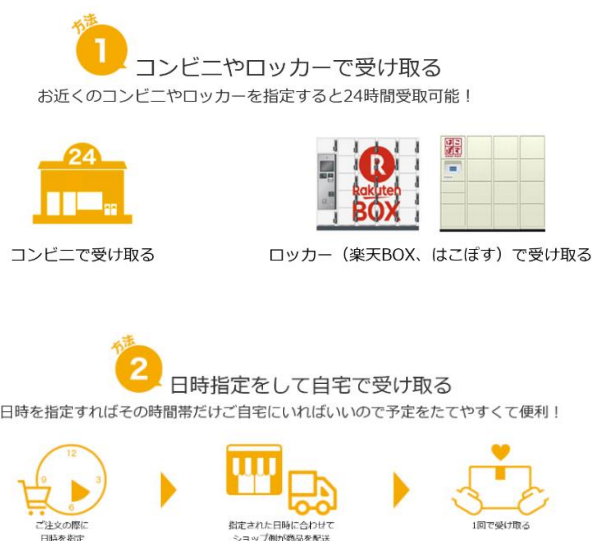 方法
1
コンビニやロッカーで受け取る
お近くのコンビニやロッカーを指定すると24時間受取可能！
24
R
Rakuten
BOX
はこ
ぽす
コンビニで受け取る
ロッカー（楽天BOX、はこぽす）で受け取る
方法
2
日時指定をして自宅で受け取る
日時を指定すればその時間帯だけご自宅にいればいいので予定をたてやすくて便利！
12
9
3
6
ご注文の際に
日時を指定
指定された日時に合わせて
ショップ側が商品を配送
1回で受け取る